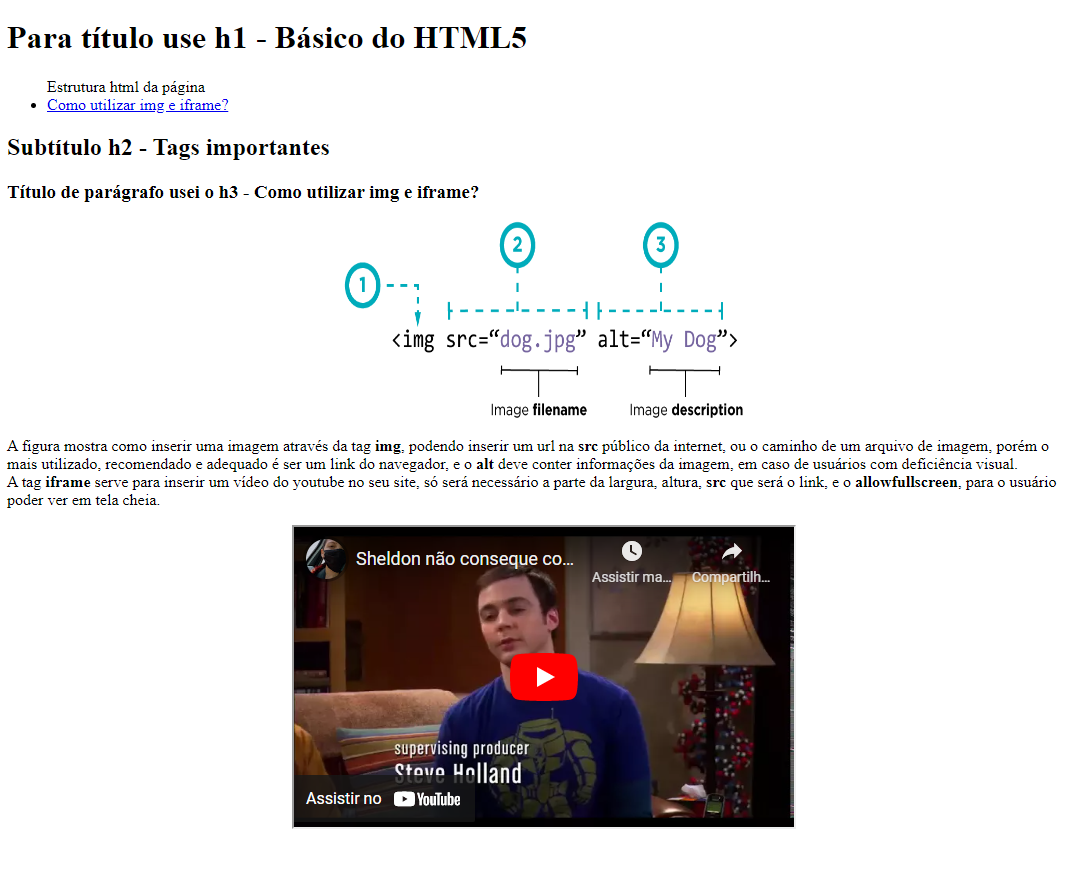 Para título use h1 - Básico do HTML5
Estrutura html da página
Como utilizar img e iframe?
Subtítulo h2 - Tags importantes
Título de parágrafo usei o h3 - Como utilizar img e iframe?
2 3
1
<img src=“dog.jpg” alt=“My Dog”>
Image filename Image description
A figura mostra como inserir uma imagem através da tag img, podendo inserir um url na src público da internet, ou o caminho de um arquivo de imagem, porém o
mais utilizado, recomendado e adequado é ser um link do navegador, e o alt deve conter informações da imagem, em caso de usuários com deficiência visual.
A tag iframe serve para inserir um vídeo do youtube no seu site, só será necessário a parte da largura, altura, src que será o link, e o allowfullscreen, para o usuário
poder ver em tela cheia.
Sheldon não conseque co...
Assistir ma... Compartilh...
supervising producer
Steve Holland
Assistir no YouTube